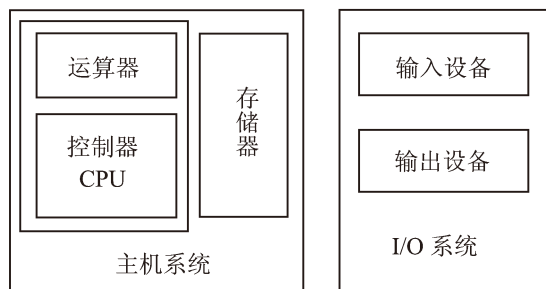 运算器
控制器
CPU
存储器
主机系统
输入设备
输出设备
I/O 系统